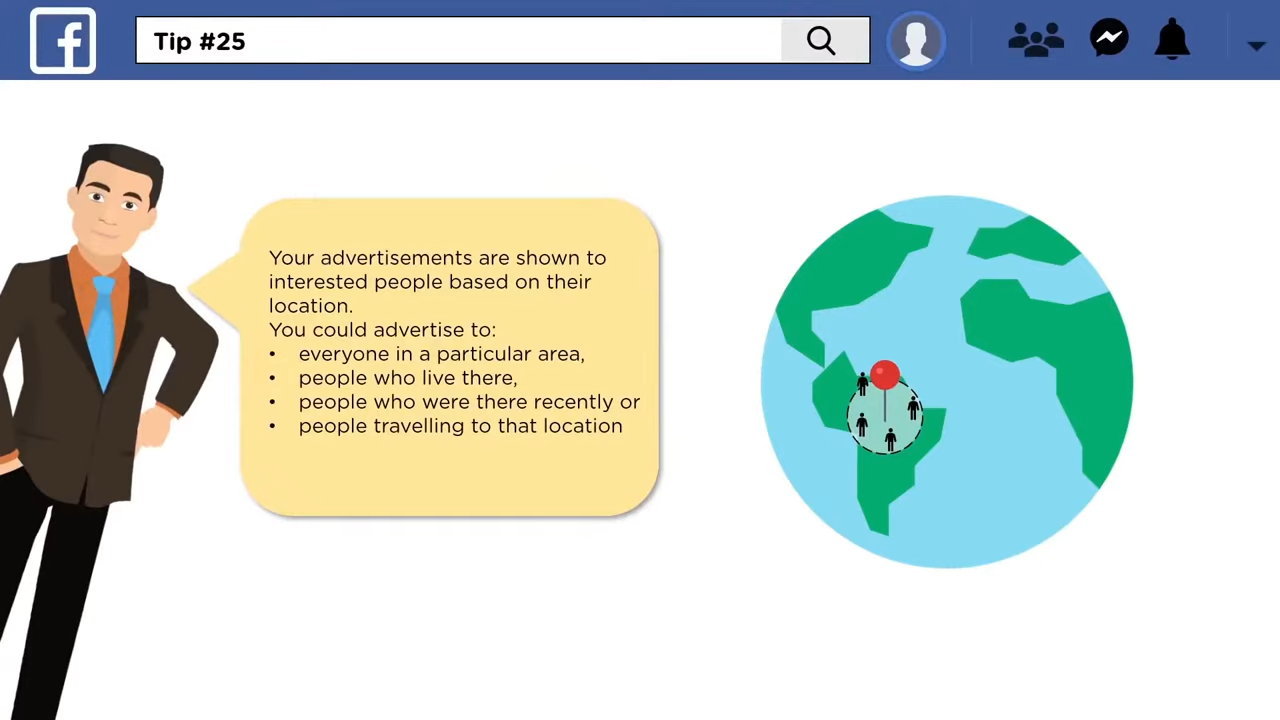 Tip #25
Your advertisements are shown to
interested people based on their
location.
You could advertise to:
• everyone in a particular area,
• people who live there,
• people who were there recently or
• people travelling to that location